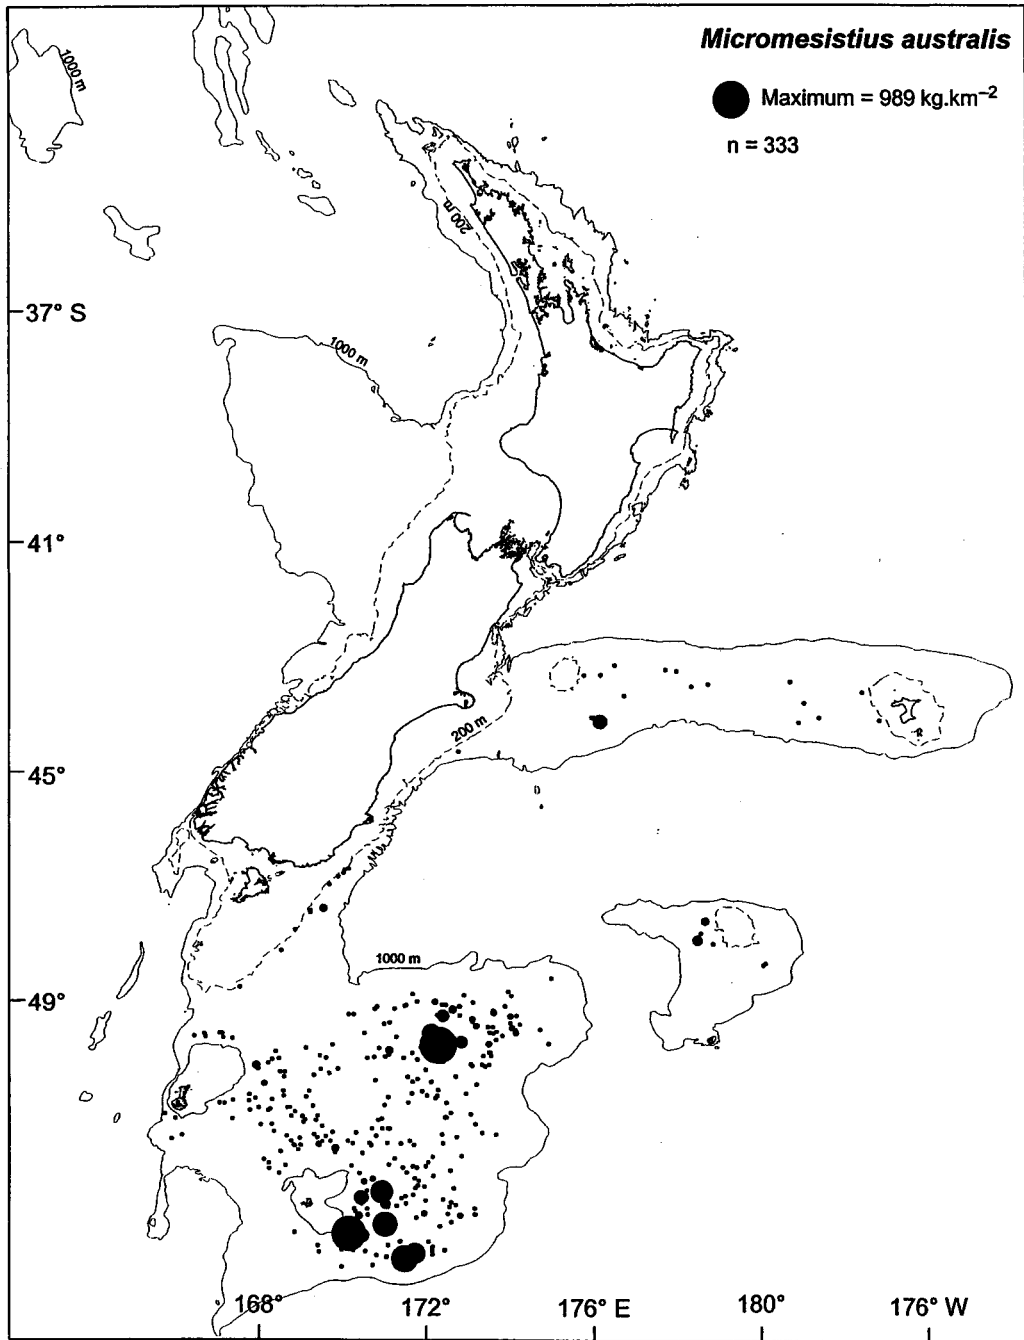 Micromesistius australis
Maximum = 989 kg.km⁻²
n = 333
1000 m
200 m
37° S
1000 m
41°
200 m
45°
1000 m
49°
168° 172° 176° E 180° 176° W